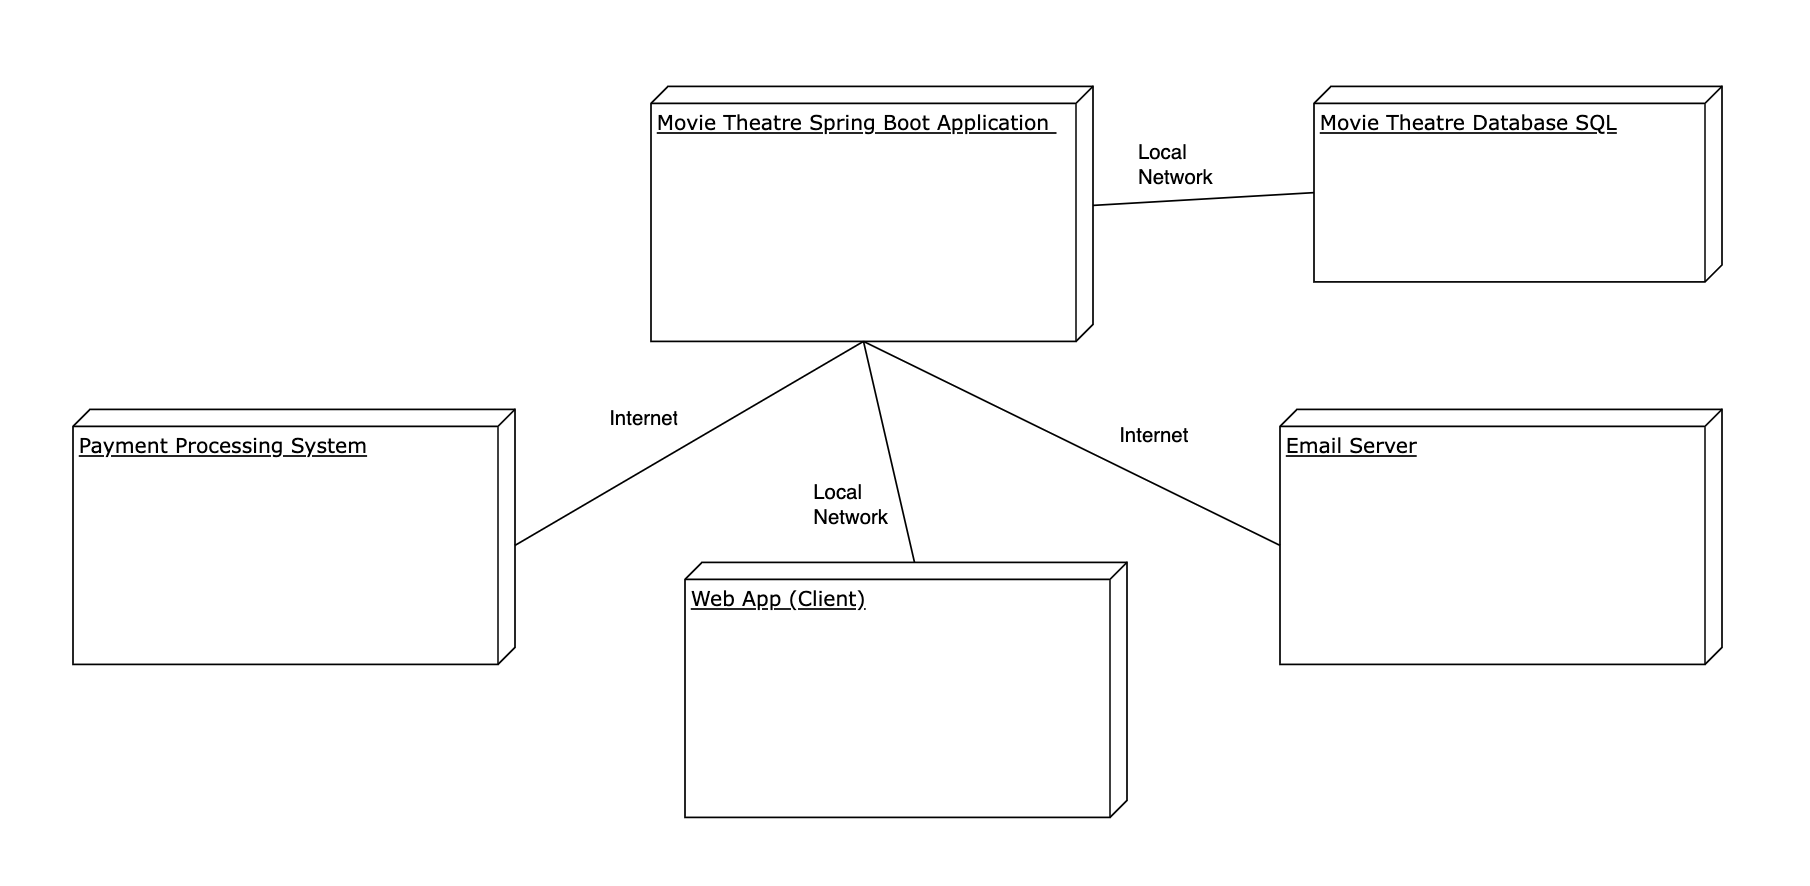 Movie Theatre Spring Boot Application
Movie Theatre Database SQL
Local
Network
Internet
Internet
Payment Processing System
Email Server
Local
Network
Web App (Client)